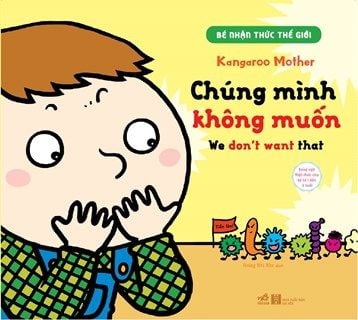 BÉ NHẬN THỨC THẾ GIỚI
Kangaroo Mother
Chúng mình
không muốn
We don't want that